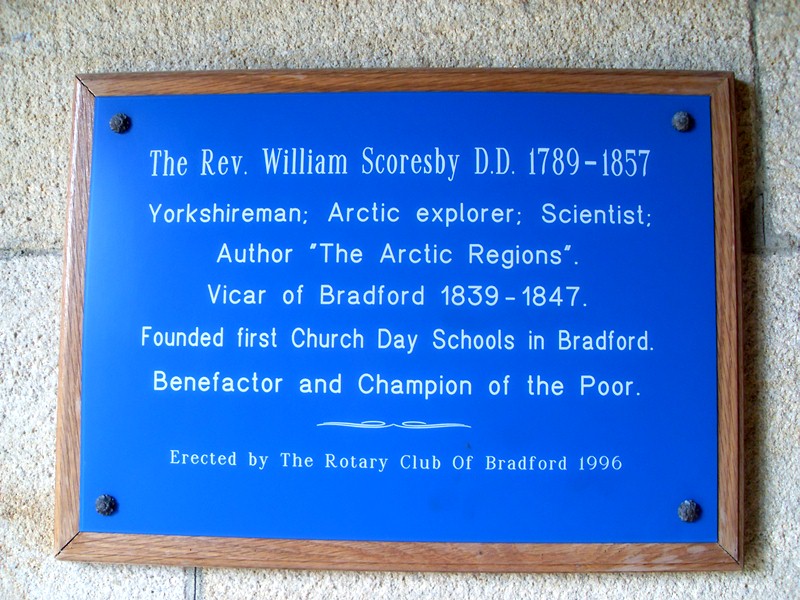 The Rev. William Scoresby D.D. 1789-1857
Yorkshireman; Arctic explorer; Scientist;
Author "The Arctic Regions".
Vicar of Bradford 1839-1847.
Founded first Church Day Schools in Bradford.
Benefactor and Champion of the Poor.
Erected by The Rotary Club Of Bradford 1996